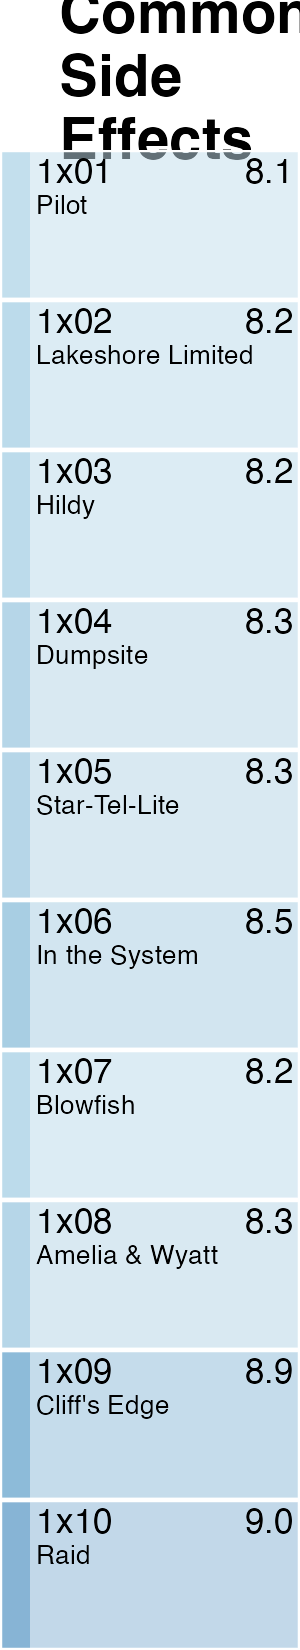 Common
Side
Effects
1x01 8.1
Pilot
1x02 8.2
Lakeshore Limited
1x03 8.2
Hildy
1x04 8.3
Dumpsite
1x05 8.3
Star-Tel-Lite
1x06 8.5
In the System
1x07 8.2
Blowfish
1x08 8.3
Amelia & Wyatt
1x09 8.9
Cliff's Edge
1x10 9.0
Raid